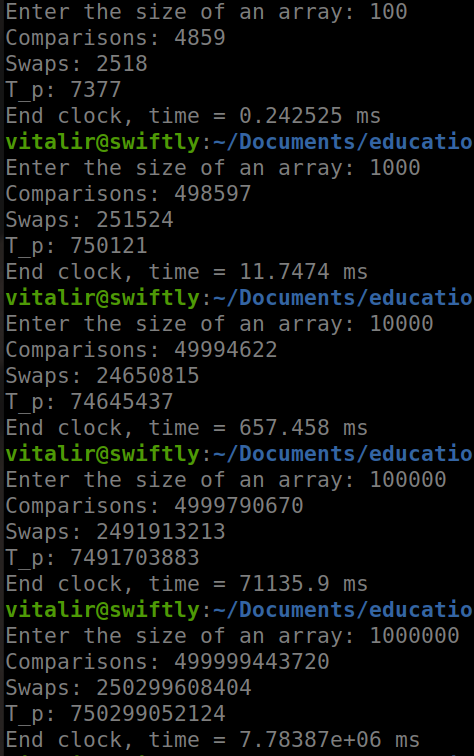 Enter the size of an array: 100
Comparisons: 4859
Swaps: 2518
T_p: 7377
End clock, time = 0.242525 ms
vitalir@swiftly:~/Documents/educatio
Enter the size of an array: 1000
Comparisons: 498597
Swaps: 251524
T_p: 750121
End clock, time = 11.7474 ms
vitalir@swiftly:~/Documents/educatio
Enter the size of an array: 10000
Comparisons: 49994622
Swaps: 24650815
T_p: 74645437
End clock, time = 657.458 ms
vitalir@swiftly:~/Documents/educatio
Enter the size of an array: 100000
Comparisons: 4999790670
Swaps: 2491913213
T_p: 7491703883
End clock, time = 71135.9 ms
vitalir@swiftly:~/Documents/educatio
Enter the size of an array: 1000000
Comparisons: 499999443720
Swaps: 250299608404
T_p: 750299052124
End clock, time = 7.78387e+06 ms